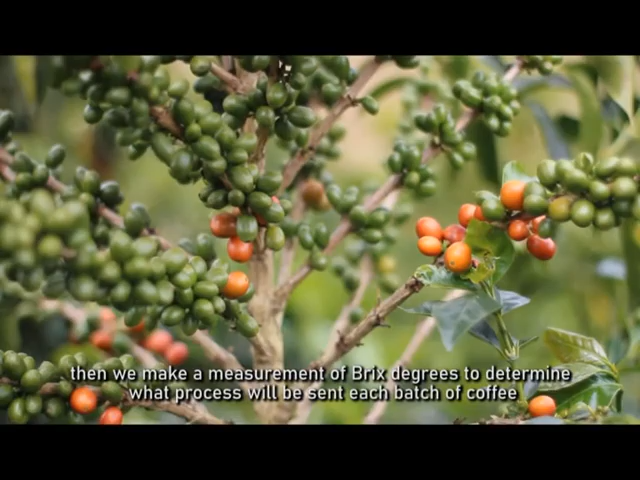 then we make a measurement of Brix degrees to determine
what process will be sent each batch of coffee